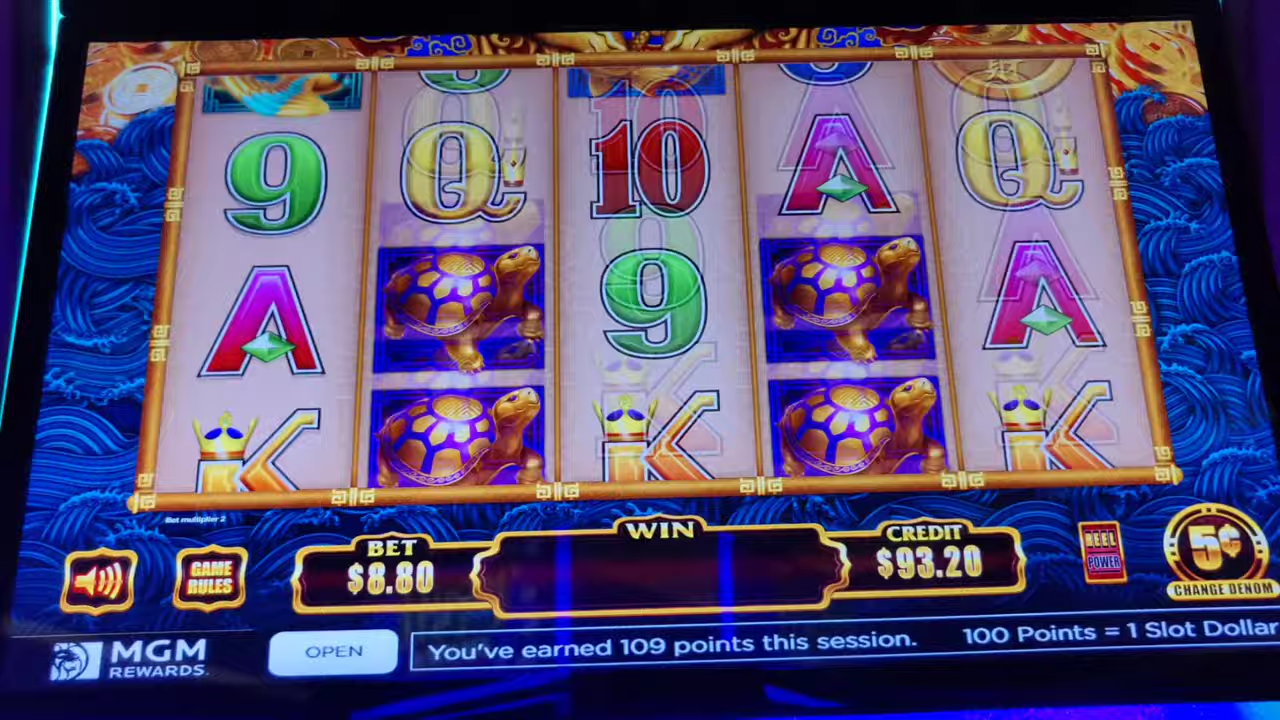 財
9 Q 10 A Q
A 9 A
K K K
Bet multiplier 2
GAME
RULES
BET
$8.80
WIN
CREDIT
$93.20
REEL
POWER
5¢
CHANGE DENOM
MGM
REWARDS
OPEN
You've earned 109 points this session.
100 Points = 1 Slot Dollar